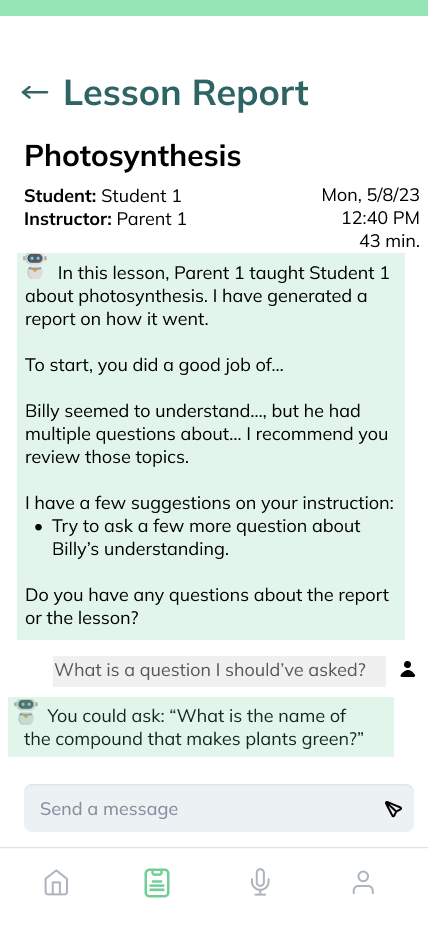 ← Lesson Report
Photosynthesis
Student: Student 1
Mon, 5/8/23
Instructor: Parent 1
12:40 PM
43 min.
In this lesson, Parent 1 taught Student 1
about photosynthesis. I have generated a
report on how it went.
To start, you did a good job of...
Billy seemed to understand..., but he had
multiple questions about... I recommend you
review those topics.
I have a few suggestions on your instruction:
• Try to ask a few more question about
Billy’s understanding.
Do you have any questions about the report
or the lesson?
What is a question I should’ve asked?
You could ask: “What is the name of
the compound that makes plants green?”
Send a message